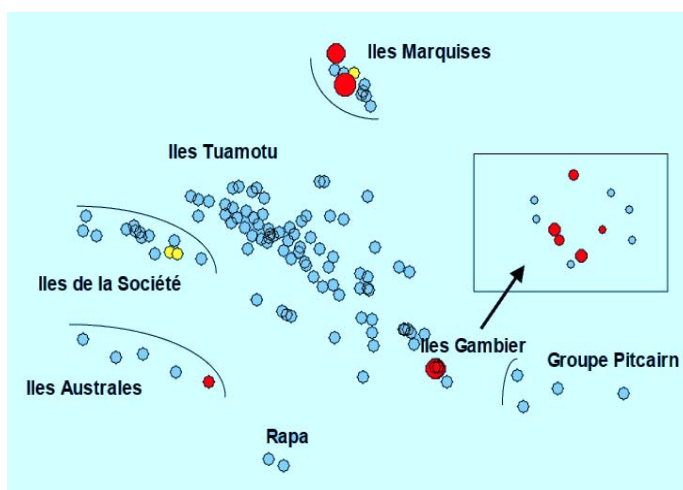 Iles Marquises
Iles Tuamotu
Iles de la Société
Iles Gambier
Groupe Pitcairn
Iles Australes
Rapa